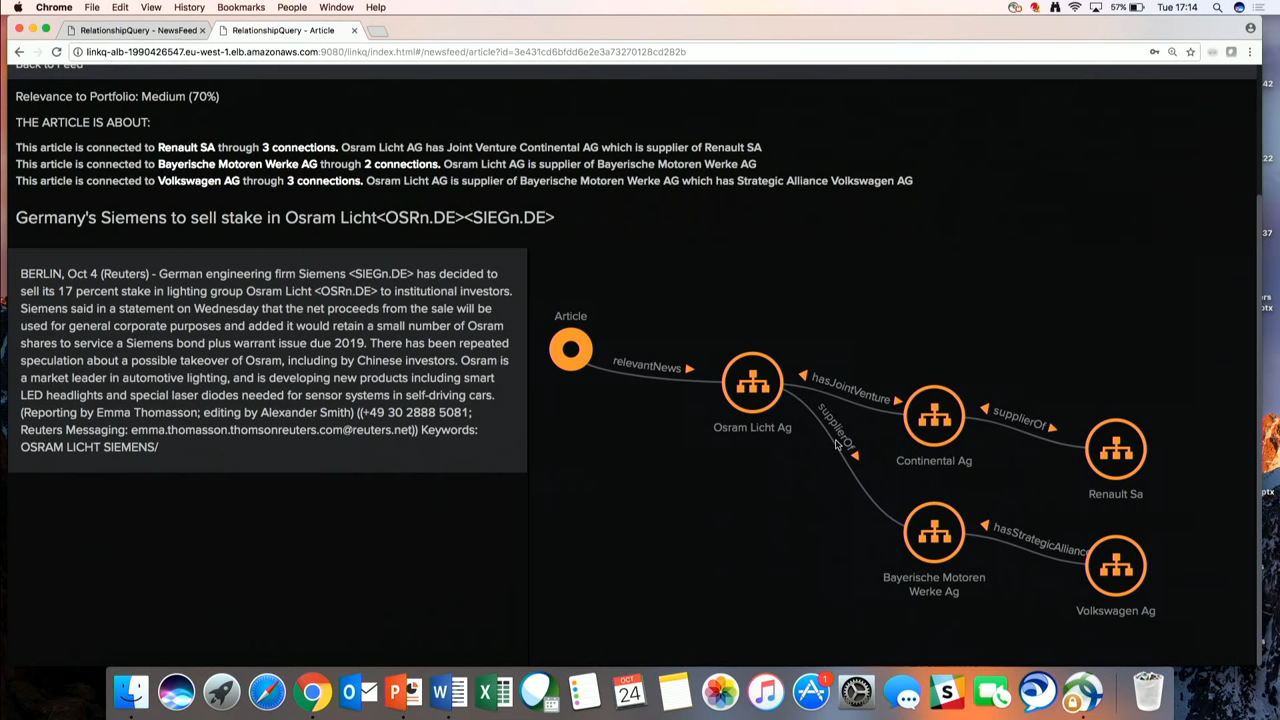 Chrome File Edit View History Bookmarks People Window Help 57% Tue 17:14
RelationshipQuery - NewsFeed × RelationshipQuery - Article ×
linkq-alb-1990426547.eu-west-1.elb.amazonaws.com:9080/linkq/index.html#/newsfeed/article?id=3e431cd6bfdd6e2e3a73270128cd282b
Back to Feed
Relevance to Portfolio: Medium (70%)
THE ARTICLE IS ABOUT:
This article is connected to Renault SA through 3 connections. Osram Licht AG has Joint Venture Continental AG which is supplier of Renault SA
This article is connected to Bayerische Motoren Werke AG through 2 connections. Osram Licht AG is supplier of Bayerische Motoren Werke AG
This article is connected to Volkswagen AG through 3 connections. Osram Licht AG is supplier of Bayerische Motoren Werke AG which has Strategic Alliance Volkswagen AG
Germany's Siemens to sell stake in Osram Licht<OSRn.DE><SIEGn.DE>
BERLIN, Oct 4 (Reuters) - German engineering firm Siemens <SIEGn.DE> has decided to
sell its 17 percent stake in lighting group Osram Licht <OSRn.DE> to institutional investors.
Siemens said in a statement on Wednesday that the net proceeds from the sale will be
used for general corporate purposes and added it would retain a small number of Osram
shares to service a Siemens bond plus warrant issue due 2019. There has been repeated
speculation about a possible takeover of Osram, including by Chinese investors. Osram is
a market leader in automotive lighting, and is developing new products including smart
LED headlights and special laser diodes needed for sensor systems in self-driving cars.
(Reporting by Emma Thomasson; editing by Alexander Smith) ((+49 30 2888 5081;
Reuters Messaging: emma.thomasson.thomsonreuters.com@reuters.net)) Keywords:
OSRAM LICHT SIEMENS/
Article
relevantNews
Osram Licht Ag
hasJointVenture
supplierOf
Continental Ag
supplierOf
Renault Sa
Bayerische Motoren
Werke Ag
hasStrategicAlliance
Volkswagen Ag
OCT
24
1